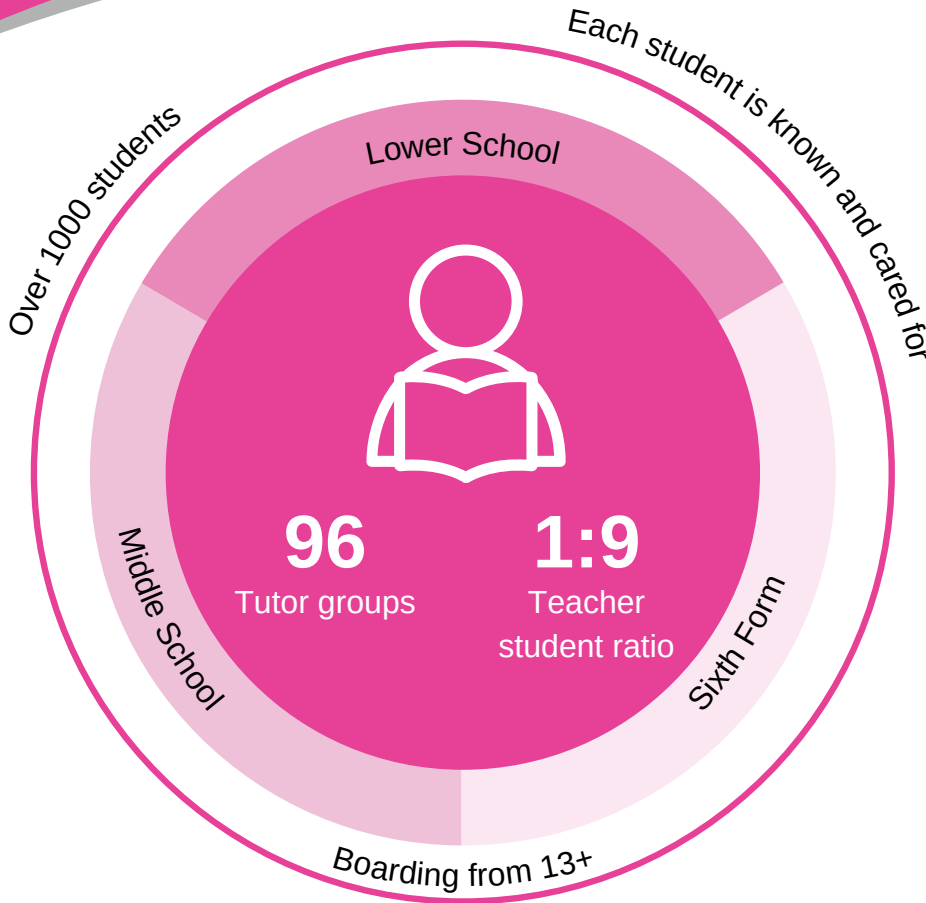 Each student is known and cared for
Over 1000 students
Lower School
96
Tutor groups
1:9
Teacher
student ratio
Middle School
Sixth Form
Boarding from 13+